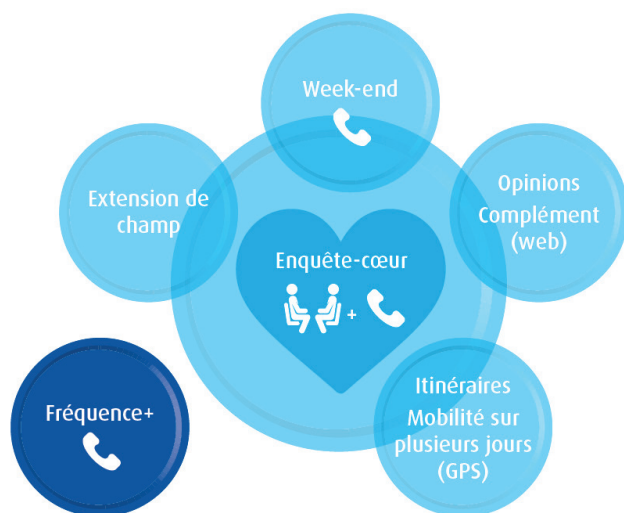 Week-end
Extension de
champ
Opinions
Complément
(web)
Enquête-cœur
+
Itinéraires
Mobilité sur
plusieurs jours
(GPS)
Fréquence+